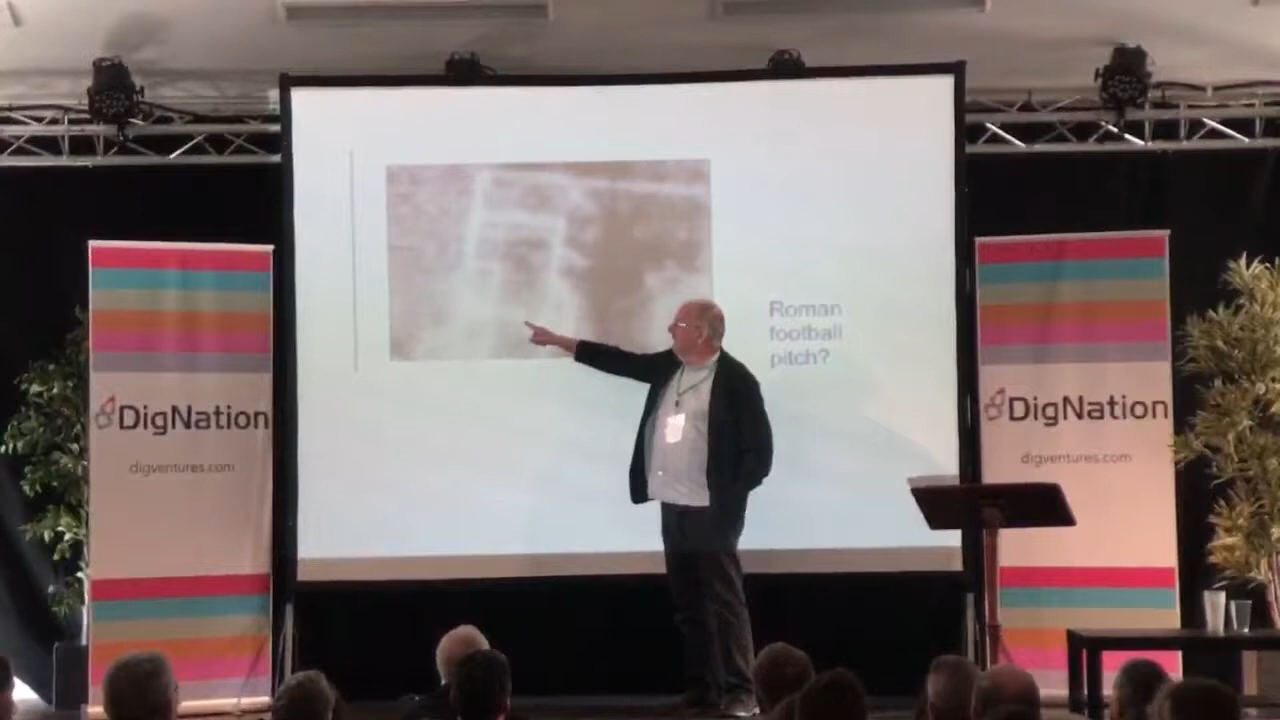 Roman
football
pitch?
DigNation
digventures.com
DigNation
digventures.com